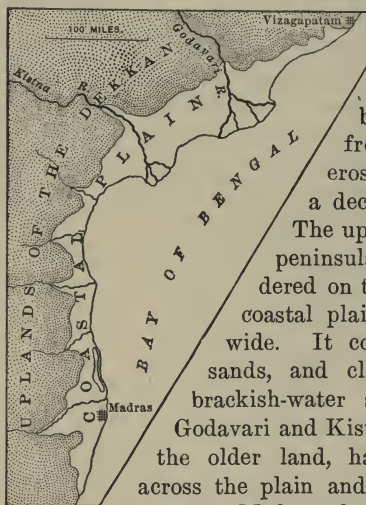 Vizagapatam
100 MILES.
Godavari R.
Kistna R.
UPLANDS OF THE DEKKAN
COASTAL PLAIN
BAY OF BENGAL
Madras
fro
eros
a dec
The up
peninsula
dered on t
coastal plai
wide. It co
sands, and cl
brackish-water
Godavari and Kist
the older land, ha
across the plain and